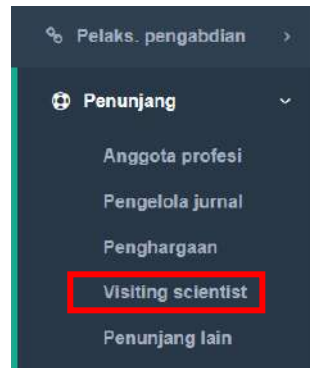 Pelaks. pengabdian
Penunjang
Anggota profesi
Pengelola jurnal
Penghargaan
Visiting scientist
Penunjang lain